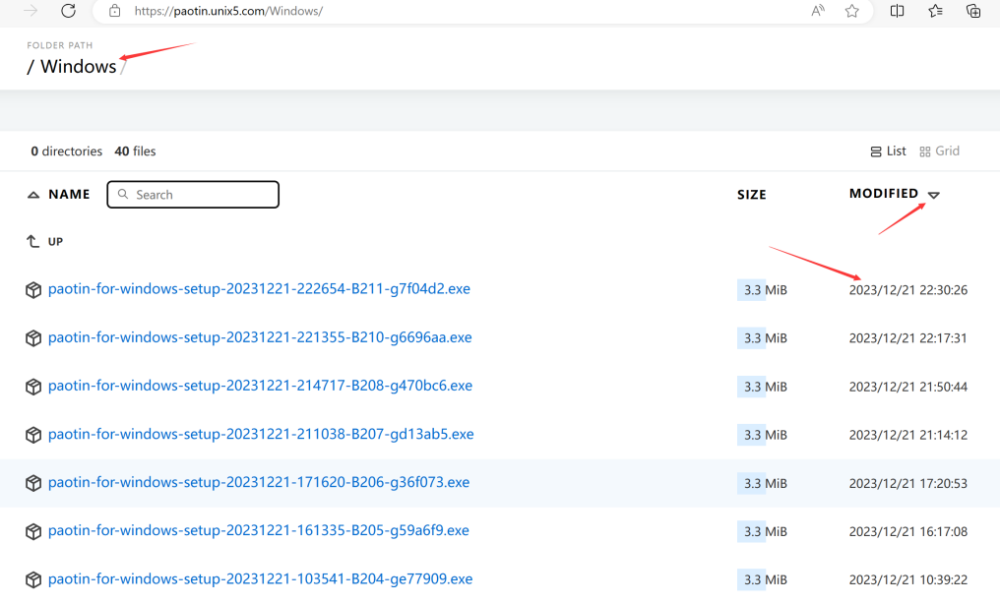 https://paotin.unix5.com/Windows/
FOLDER PATH
/ Windows /
0 directories 40 files List Grid
NAME Search SIZE MODIFIED
UP
paotin-for-windows-setup-20231221-222654-B211-g7f04d2.exe 3.3 MiB 2023/12/21 22:30:26
paotin-for-windows-setup-20231221-221355-B210-g6696aa.exe 3.3 MiB 2023/12/21 22:17:31
paotin-for-windows-setup-20231221-214717-B208-g470bc6.exe 3.3 MiB 2023/12/21 21:50:44
paotin-for-windows-setup-20231221-211038-B207-gd13ab5.exe 3.3 MiB 2023/12/21 21:14:12
paotin-for-windows-setup-20231221-171620-B206-g36f073.exe 3.3 MiB 2023/12/21 17:20:53
paotin-for-windows-setup-20231221-161335-B205-g59a6f9.exe 3.3 MiB 2023/12/21 16:17:08
paotin-for-windows-setup-20231221-103541-B204-ge77909.exe 3.3 MiB 2023/12/21 10:39:22